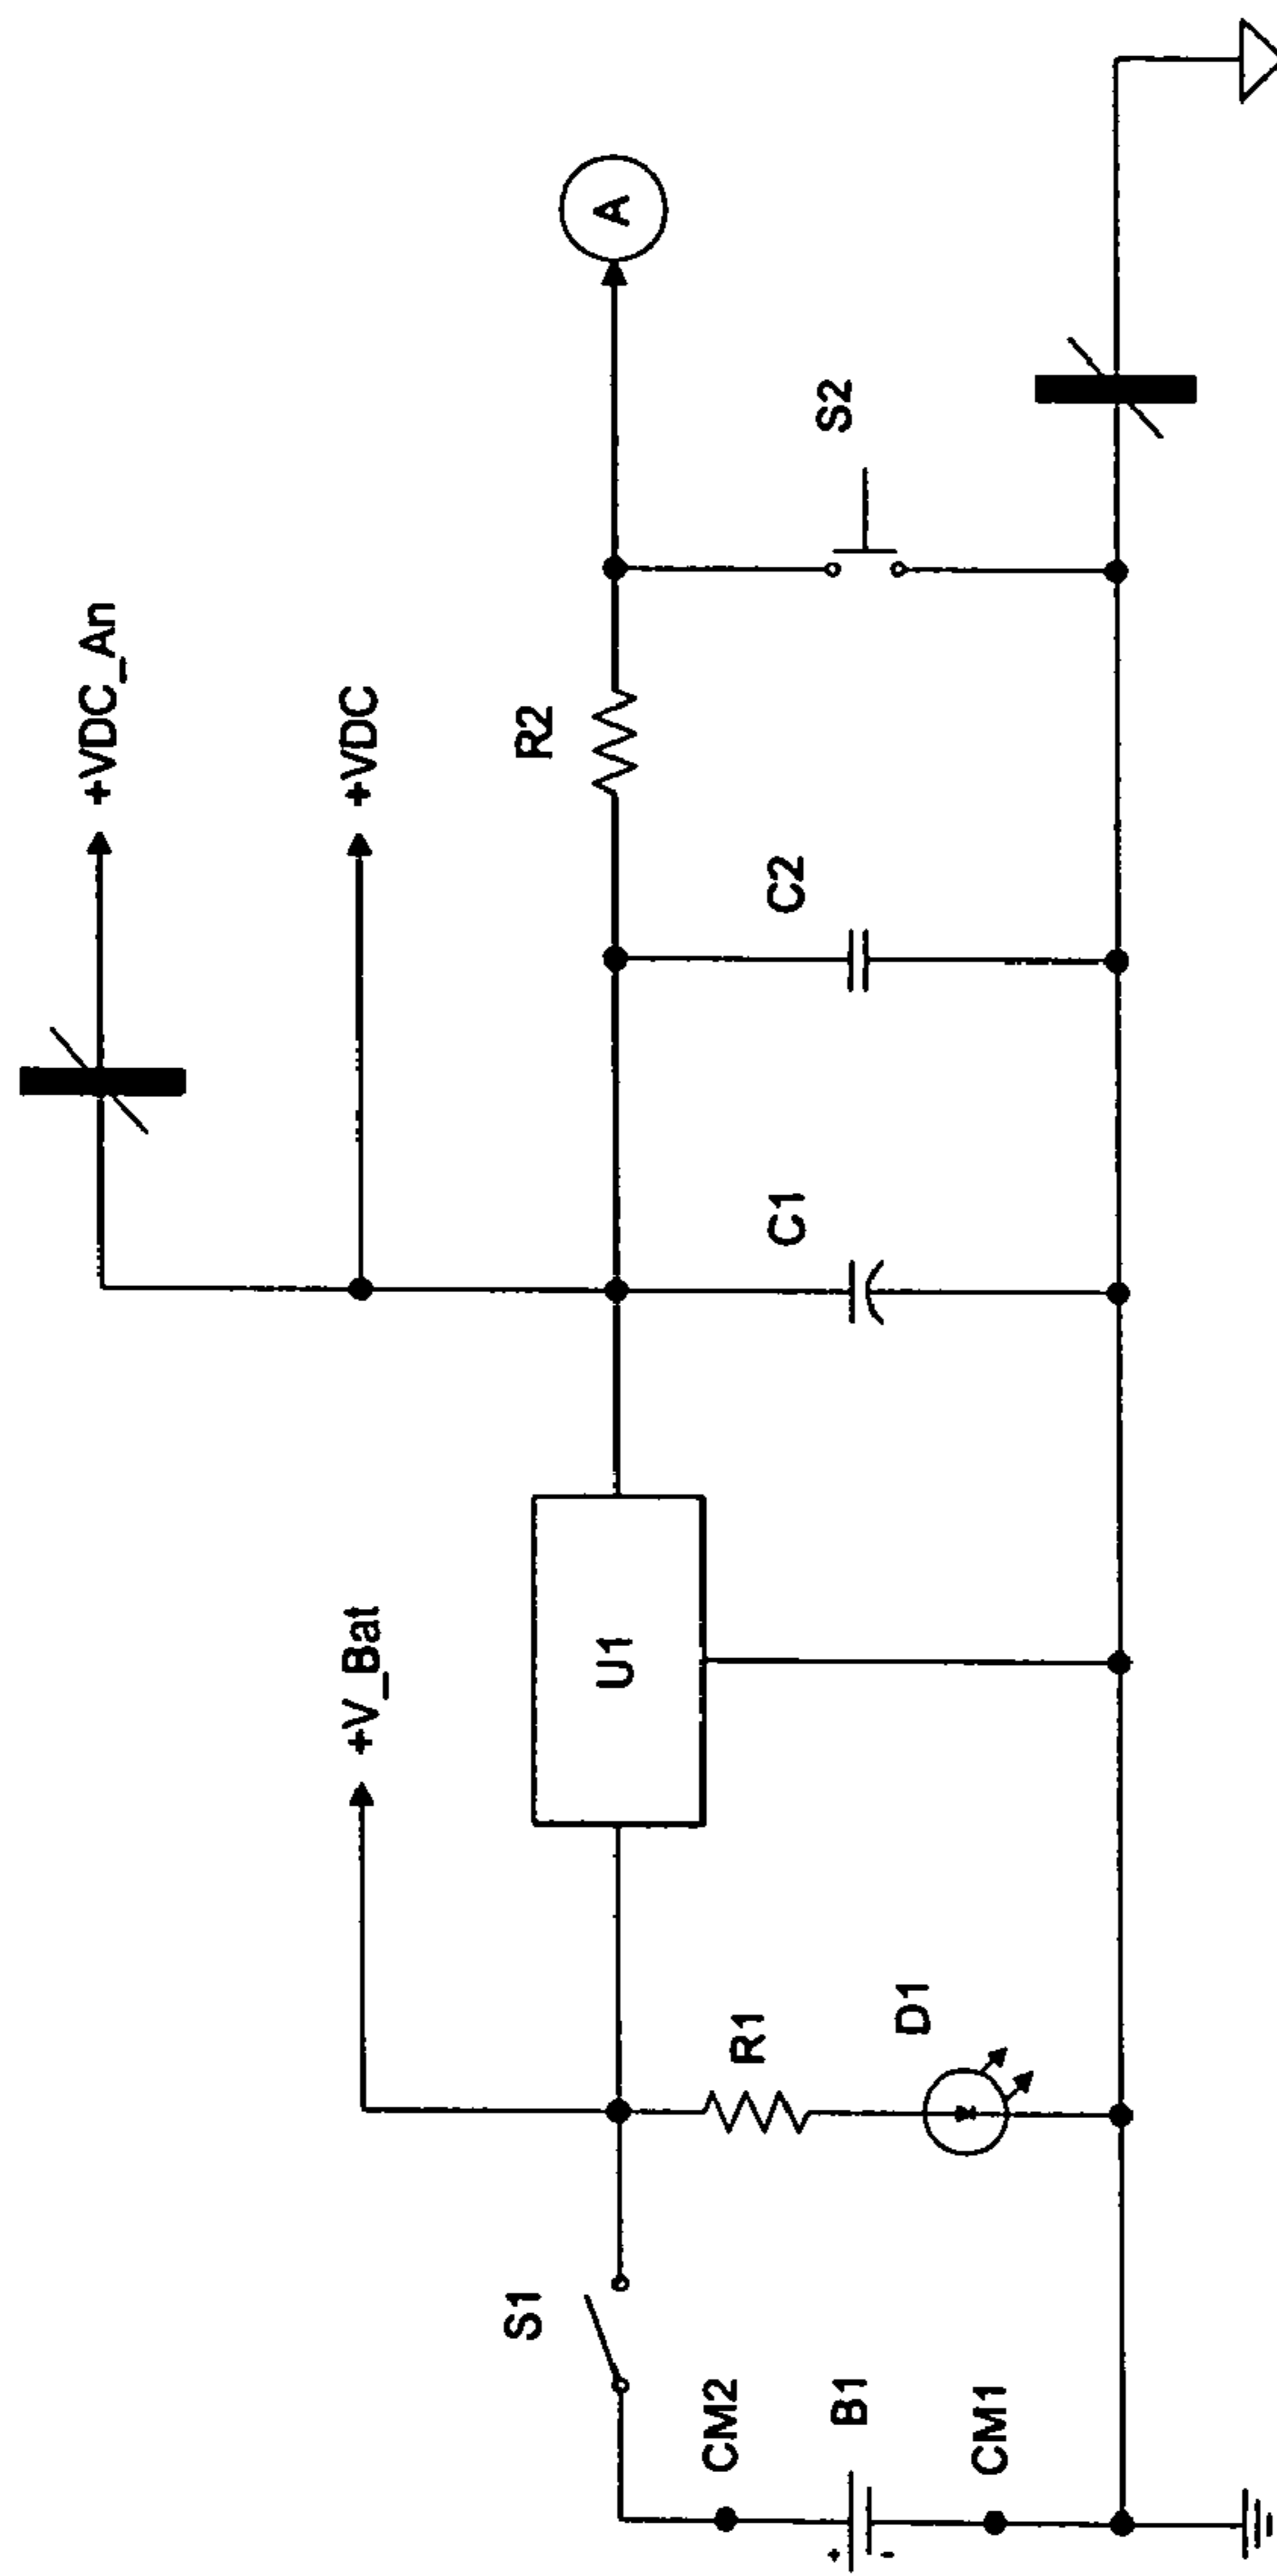 +VDC_An
+V_Bat
+VDC
S1
U1
R2
A
CM2
R1
C1
C2
S2
B1
+
-
D1
CM1